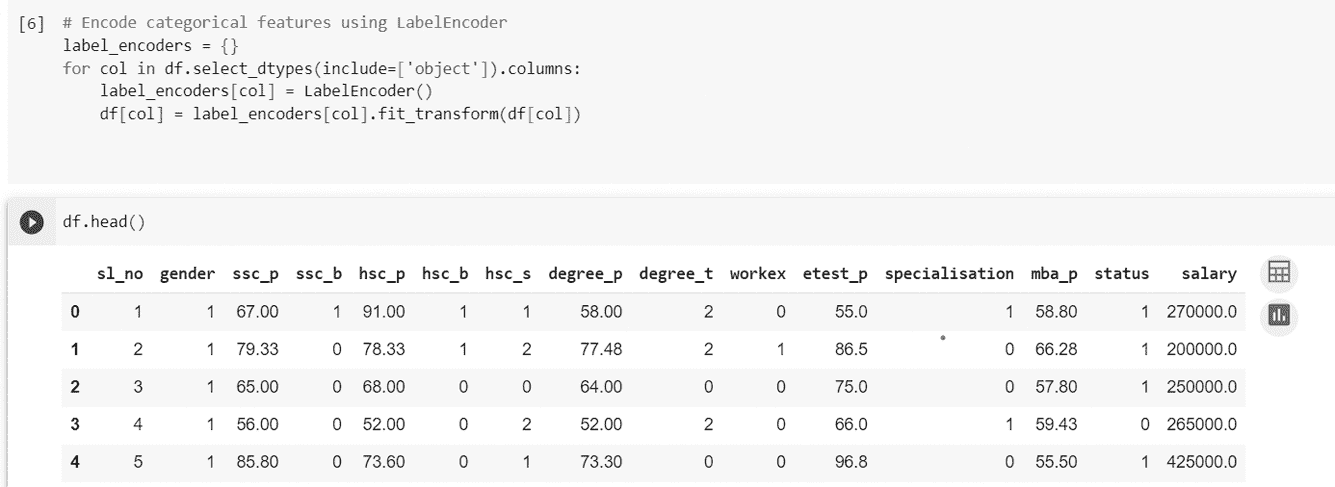 [6] # Encode categorical features using LabelEncoder
label_encoders = {}
for col in df.select_dtypes(include=['object']).columns:
    label_encoders[col] = LabelEncoder()
    df[col] = label_encoders[col].fit_transform(df[col])
df.head()
sl_no gender ssc_p ssc_b hsc_p hsc_b hsc_s degree_p degree_t workex etest_p specialisation mba_p status salary
0 1 1 67.00 1 91.00 1 1 58.00 2 0 55.0 1 58.80 1 270000.0
1 2 1 79.33 0 78.33 1 2 77.48 2 1 86.5 0 66.28 1 200000.0
2 3 1 65.00 0 68.00 0 0 64.00 0 0 75.0 0 57.80 1 250000.0
3 4 1 56.00 0 52.00 0 2 52.00 2 0 66.0 1 59.43 0 265000.0
4 5 1 85.80 0 73.60 0 1 73.30 0 0 96.8 0 55.50 1 425000.0